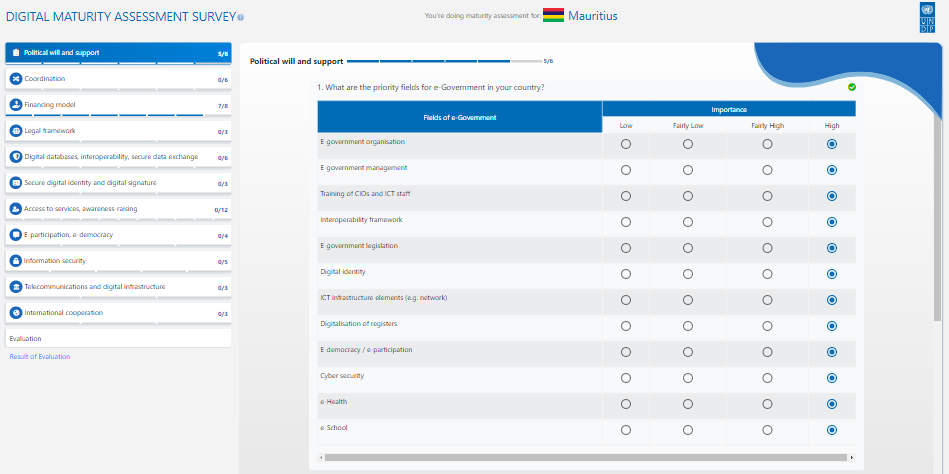 DIGITAL MATURITY ASSESSMENT SURVEY
You're doing maturity assessment for: Mauritius
UN
DP
Political will and support 5/6
Coordination 0/6
Financing model 7/8
Legal framework 0/3
Digital databases, interoperability, secure data exchange 0/6
Secure digital identity and digital signature 0/3
Access to services, awareness-raising 0/12
E-participation, e-democracy 0/4
Information security 0/5
Telecommunications and digital infrastructure 0/3
International cooperation 0/3
Evaluation
Result of Evaluation
Political will and support 5/6
1. What are the priority fields for e-Government in your country?
Fields of e-Government
Importance
Low Fairly Low Fairly High High
E-government organisation
E-government management
Training of CIOs and ICT staff
Interoperability framework
E-government legislation
Digital identity
ICT infrastructure elements (e.g. network)
Digitalisation of registers
E-democracy / e-participation
Cyber security
e-Health
e-School